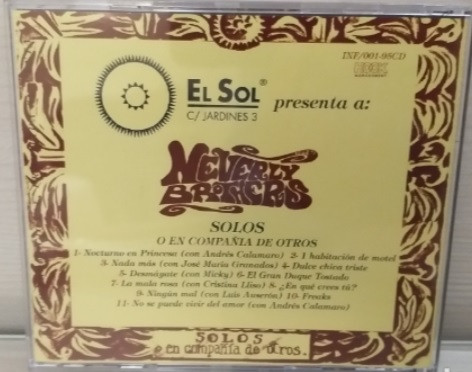 INF/001-98CD
EL SOL®
C/ JARDINES 3
presenta a:
NEVERLY
BROTHERS
SOLOS
O EN COMPAÑIA DE OTROS
1- Nocturno en Princesa (con Andrés Calamaro) 2- 1 habitación de motel
3- Nada más (con José María Granados) 4- Dulce chica triste
5- Desmáyate (con Micky) 6- El Gran Duque Tostado
7- La mala rosa (con Cristina Lliso) 8- ¿En qué crees tú?
9- Ningún mal (con Luis Auserón) 10- Freaks
11- No se puede vivir del amor (con Andrés Calamaro)
SOLOS
o en compañía de otros.